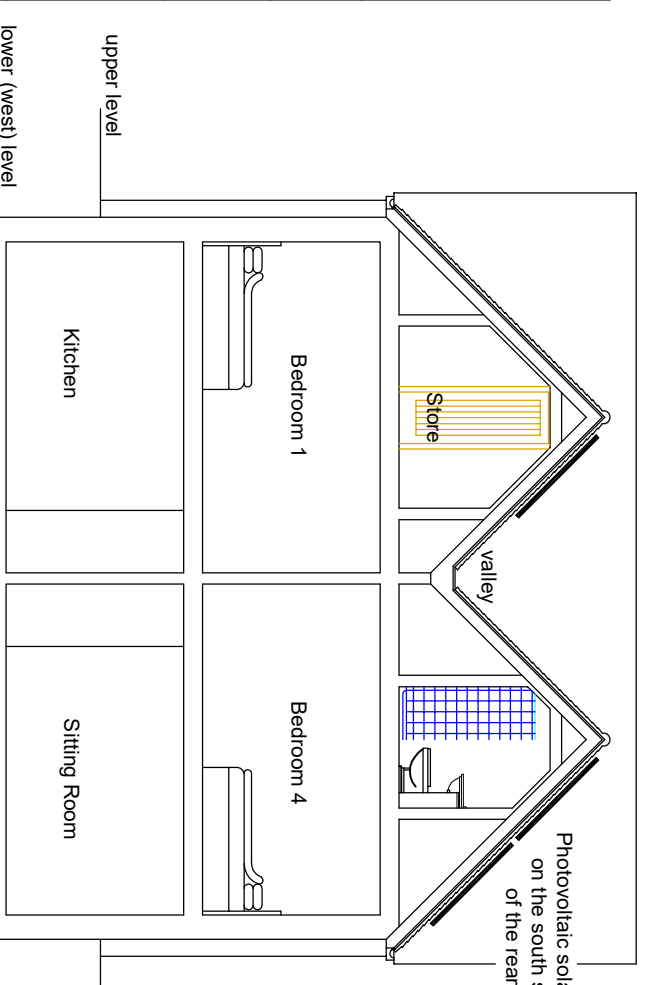 Photovoltaic sola
on the south s
of the rear
valley
Store
Bedroom 1
Bedroom 4
upper level
Kitchen
Sitting Room
lower (west) level